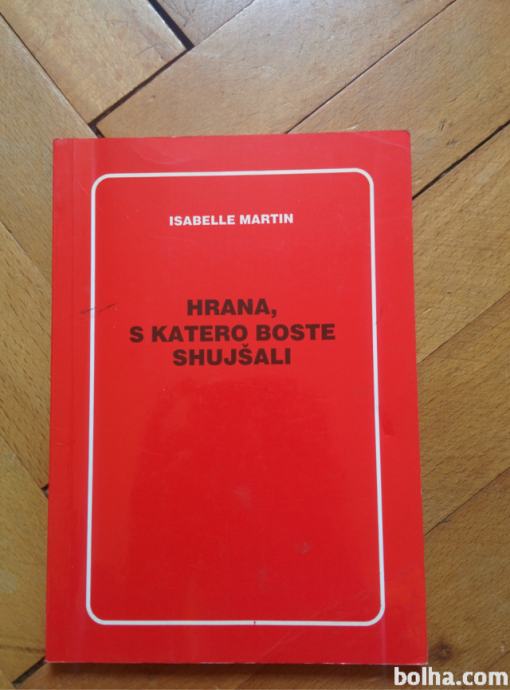 ISABELLE MARTIN
HRANA,
S KATERO BOSTE
SHUJŠALI
bolha.com